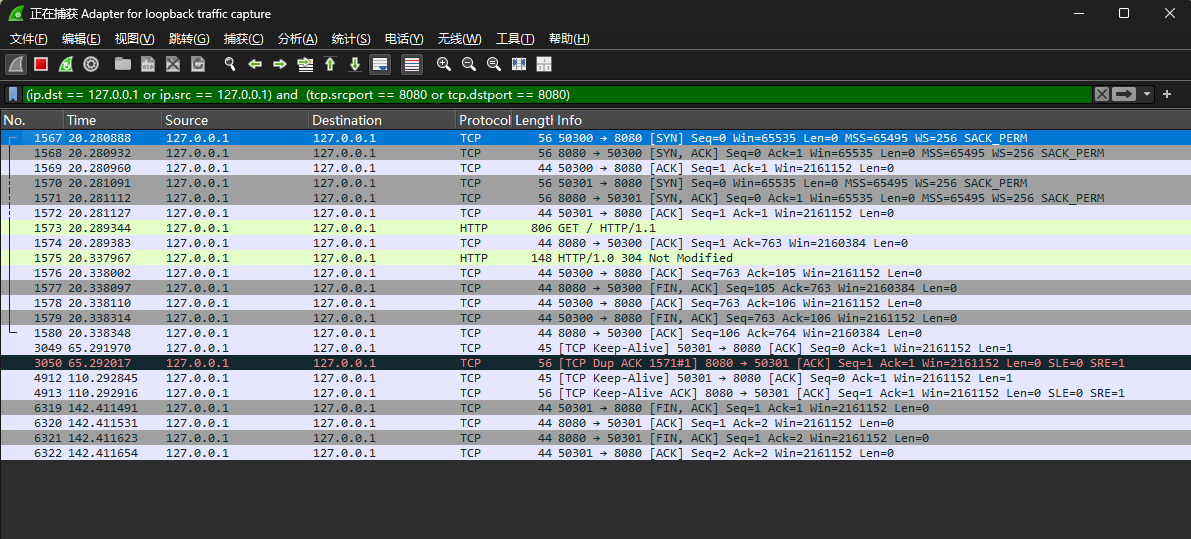 正在捕获 Adapter for loopback traffic capture
文件(F) 编辑(E) 视图(V) 跳转(G) 捕获(C) 分析(A) 统计(S) 电话(Y) 无线(W) 工具(T) 帮助(H)
(ip.dst == 127.0.0.1 or ip.src == 127.0.0.1) and (tcp.srcport == 8080 or tcp.dstport == 8080)
No. Time Source Destination Protocol Length Info
1567 20.280888 127.0.0.1 127.0.0.1 TCP 56 50300 → 8080 [SYN] Seq=0 Win=65535 Len=0 MSS=65495 WS=256 SACK_PERM
1568 20.280932 127.0.0.1 127.0.0.1 TCP 56 8080 → 50300 [SYN, ACK] Seq=0 Ack=1 Win=65535 Len=0 MSS=65495 WS=256 SACK_PERM
1569 20.280960 127.0.0.1 127.0.0.1 TCP 44 50300 → 8080 [ACK] Seq=1 Ack=1 Win=2161152 Len=0
1570 20.281091 127.0.0.1 127.0.0.1 TCP 56 50301 → 8080 [SYN] Seq=0 Win=65535 Len=0 MSS=65495 WS=256 SACK_PERM
1571 20.281112 127.0.0.1 127.0.0.1 TCP 56 8080 → 50301 [SYN, ACK] Seq=0 Ack=1 Win=65535 Len=0 MSS=65495 WS=256 SACK_PERM
1572 20.281127 127.0.0.1 127.0.0.1 TCP 44 50301 → 8080 [ACK] Seq=1 Ack=1 Win=2161152 Len=0
1573 20.289344 127.0.0.1 127.0.0.1 HTTP 806 GET / HTTP/1.1
1574 20.289383 127.0.0.1 127.0.0.1 TCP 44 8080 → 50300 [ACK] Seq=1 Ack=763 Win=2160384 Len=0
1575 20.337967 127.0.0.1 127.0.0.1 HTTP 148 HTTP/1.0 304 Not Modified
1576 20.338002 127.0.0.1 127.0.0.1 TCP 44 50300 → 8080 [ACK] Seq=763 Ack=105 Win=2161152 Len=0
1577 20.338097 127.0.0.1 127.0.0.1 TCP 44 8080 → 50300 [FIN, ACK] Seq=105 Ack=763 Win=2160384 Len=0
1578 20.338110 127.0.0.1 127.0.0.1 TCP 44 50300 → 8080 [ACK] Seq=763 Ack=106 Win=2161152 Len=0
1579 20.338314 127.0.0.1 127.0.0.1 TCP 44 50300 → 8080 [FIN, ACK] Seq=763 Ack=106 Win=2161152 Len=0
1580 20.338348 127.0.0.1 127.0.0.1 TCP 44 8080 → 50300 [ACK] Seq=106 Ack=764 Win=2160384 Len=0
3049 65.291970 127.0.0.1 127.0.0.1 TCP 45 [TCP Keep-Alive] 50301 → 8080 [ACK] Seq=0 Ack=1 Win=2161152 Len=1
3050 65.292017 127.0.0.1 127.0.0.1 TCP 56 [TCP Dup ACK 1571#1] 8080 → 50301 [ACK] Seq=1 Ack=1 Win=2161152 Len=0 SLE=0 SRE=1
4912 110.292845 127.0.0.1 127.0.0.1 TCP 45 [TCP Keep-Alive] 50301 → 8080 [ACK] Seq=0 Ack=1 Win=2161152 Len=1
4913 110.292916 127.0.0.1 127.0.0.1 TCP 56 [TCP Keep-Alive ACK] 8080 → 50301 [ACK] Seq=1 Ack=1 Win=2161152 Len=0 SLE=0 SRE=1
6319 142.411491 127.0.0.1 127.0.0.1 TCP 44 50301 → 8080 [FIN, ACK] Seq=1 Ack=1 Win=2161152 Len=0
6320 142.411531 127.0.0.1 127.0.0.1 TCP 44 8080 → 50301 [ACK] Seq=1 Ack=2 Win=2161152 Len=0
6321 142.411623 127.0.0.1 127.0.0.1 TCP 44 8080 → 50301 [FIN, ACK] Seq=1 Ack=2 Win=2161152 Len=0
6322 142.411654 127.0.0.1 127.0.0.1 TCP 44 50301 → 8080 [ACK] Seq=2 Ack=2 Win=2161152 Len=0